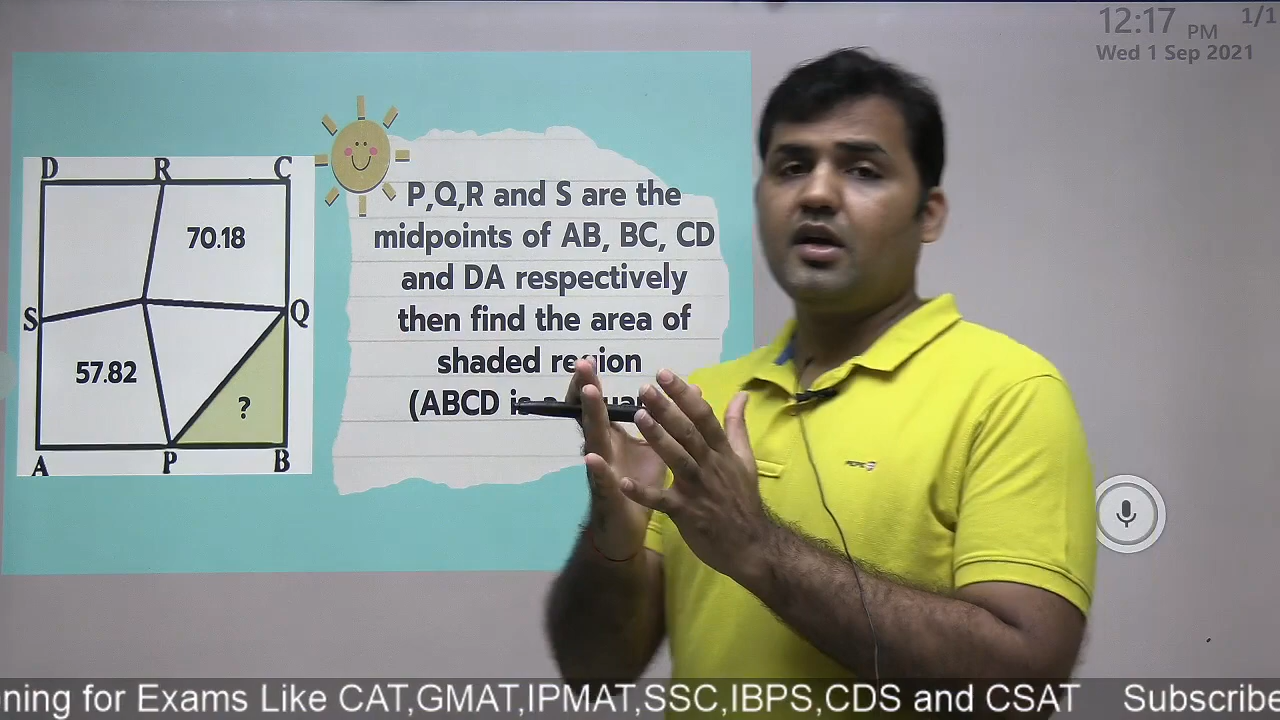 12:17 PM 1/1
Wed 1 Sep 2021
D R C
70.18
S Q
57.82
?
A P B
P,Q,R and S are the
midpoints of AB, BC, CD
and DA respectively
then find the area of
shaded region
(ABCD is a
ning for Exams Like CAT,GMAT,IPMAT,SSC,IBPS,CDS and CSAT Subscribe